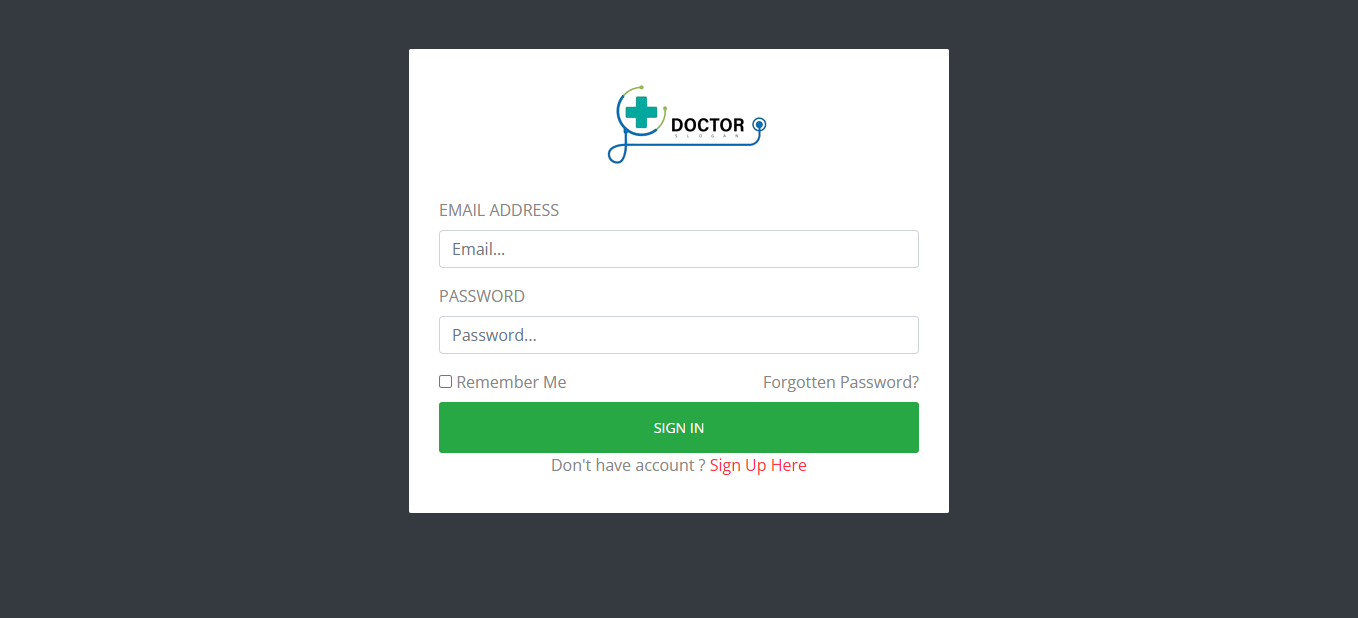 DOCTOR
SLOGAN
EMAIL ADDRESS
Email...
PASSWORD
Password...
Remember Me Forgotten Password?
SIGN IN
Don't have account ? Sign Up Here